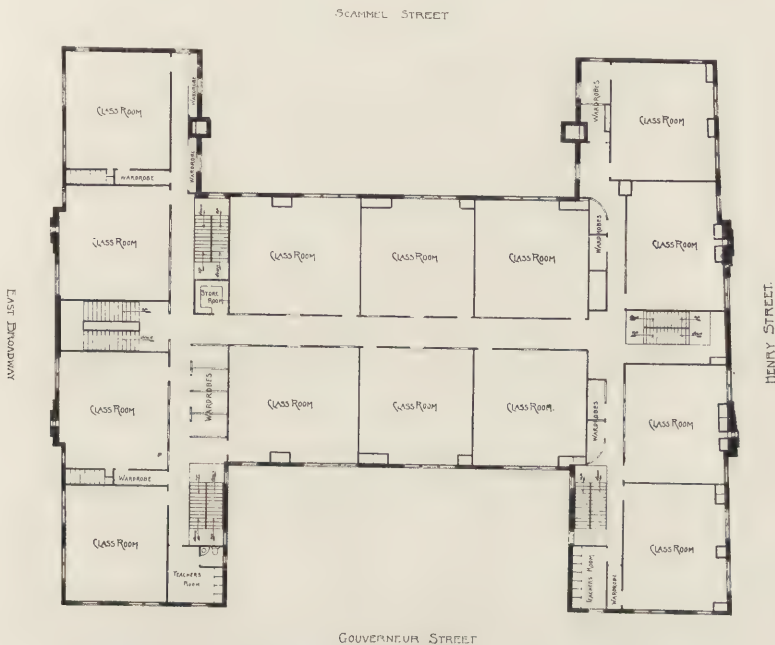 SCAMMEL STREET
CLASS ROOM
WARDROBE
WARDROBE
WARDROBES
CLASS ROOM
WARDROBE
CLASS ROOM
CLASS ROOM
CLASS ROOM
CLASS ROOM
WARDROBES
CLASS ROOM
STORE
ROOM
EAST BROADWAY
HENRY STREET.
CLASS ROOM
WARDROBES
CLASS ROOM
CLASS ROOM
CLASS ROOM.
WARDROBES
CLASS ROOM
WARDROBE
CLASS ROOM
TEACHERS
ROOM
TEACHERS ROOM
WARDROBE
CLASS ROOM
GOUVERNEUR STREET